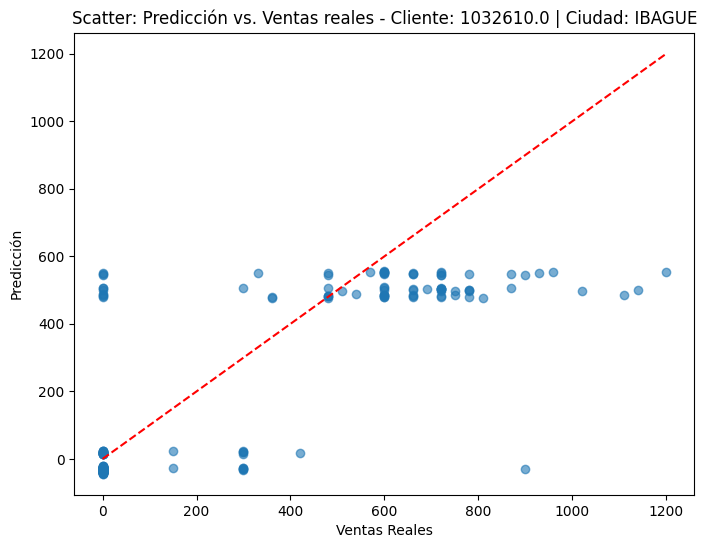 Scatter: Predicción vs. Ventas reales - Cliente: 1032610.0 | Ciudad: IBAGUE
1200
1000
800
600
400
200
0
Predicción
0 200 400 600 800 1000 1200
Ventas Reales